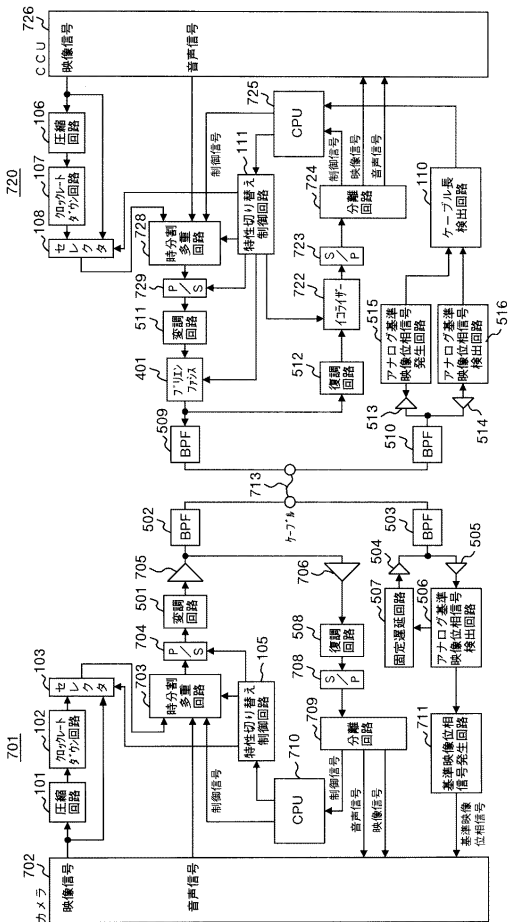 701
カメラ
702
映像信号
音声信号
101
圧縮
回路
102
クロックレート
ダウン回路
103
セレクタ
703
時分割
多重
回路
704
P/S
501
変調
回路
705
502
BPF
制御信号
105
特性切り替え
制御回路
710
CPU
制御信号
音声信号
映像信号
709
分離
回路
708
S/P
508
復調
回路
706
503
BPF
504
505
507
固定遅延回路
506
アナログ基準
映像位相信号
検出回路
711
基準映像位相
信号発生回路
基準映像
位相信号
ケーブル
713
720
726
CCU
映像信号
音声信号
106
圧縮
回路
107
クロックレート
ダウン回路
108
セレクタ
728
時分割
多重
回路
729
P/S
511
変調
回路
401
プリエン
ファシス
509
BPF
制御信号
111
特性切り替え
制御回路
725
CPU
制御信号
映像信号
音声信号
724
分離
回路
723
S/P
722
イコライザー
512
復調
回路
510
BPF
513
514
515
アナログ基準
映像位相信号
発生回路
516
アナログ基準
映像位相信号
検出回路
110
ケーブル長
検出回路